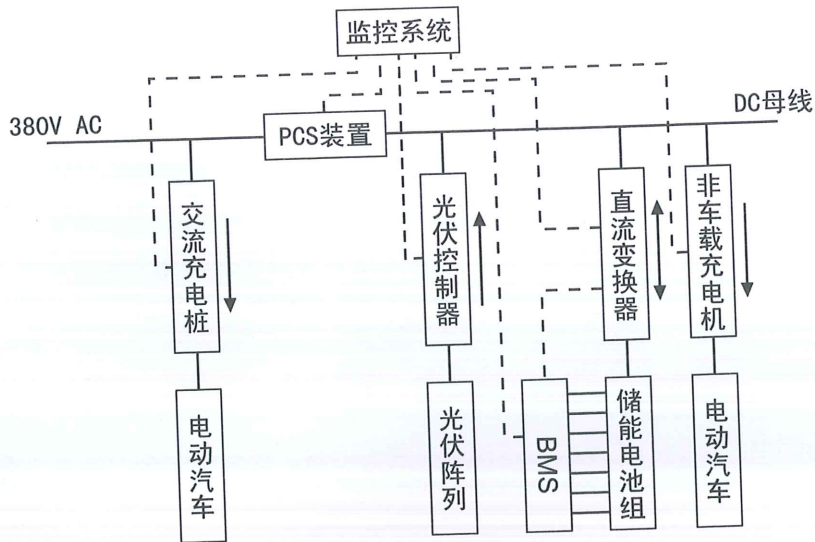 监控系统
380V AC
PCS装置
DC母线
交流充电桩
光伏控制器
直流变换器
非车载充电机
电动汽车
光伏阵列
BMS
储能电池组
电动汽车